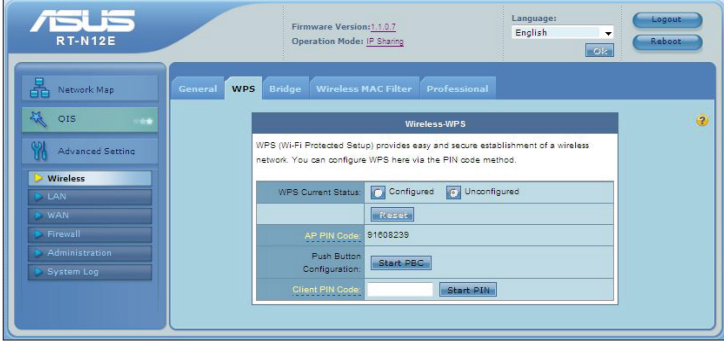 ASUS
RT-N12E
Firmware Version:1.1.0.7
Operation Mode: IP Sharing
Language:
English
Ok
Logout
Reboot
Network Map
QIS
Advanced Setting
Wireless
LAN
WAN
Firewall
Administration
System Log
General WPS Bridge Wireless MAC Filter Professional
Wireless-WPS
WPS (Wi-Fi Protected Setup) provides easy and secure establishment of a wireless
network. You can configure WPS here via the PIN code method.
WPS Current Status: Configured Unconfigured
Reset
AP PIN Code: 91608239
Push Button
Configuration: Start PBC
Client PIN Code: Start PIN